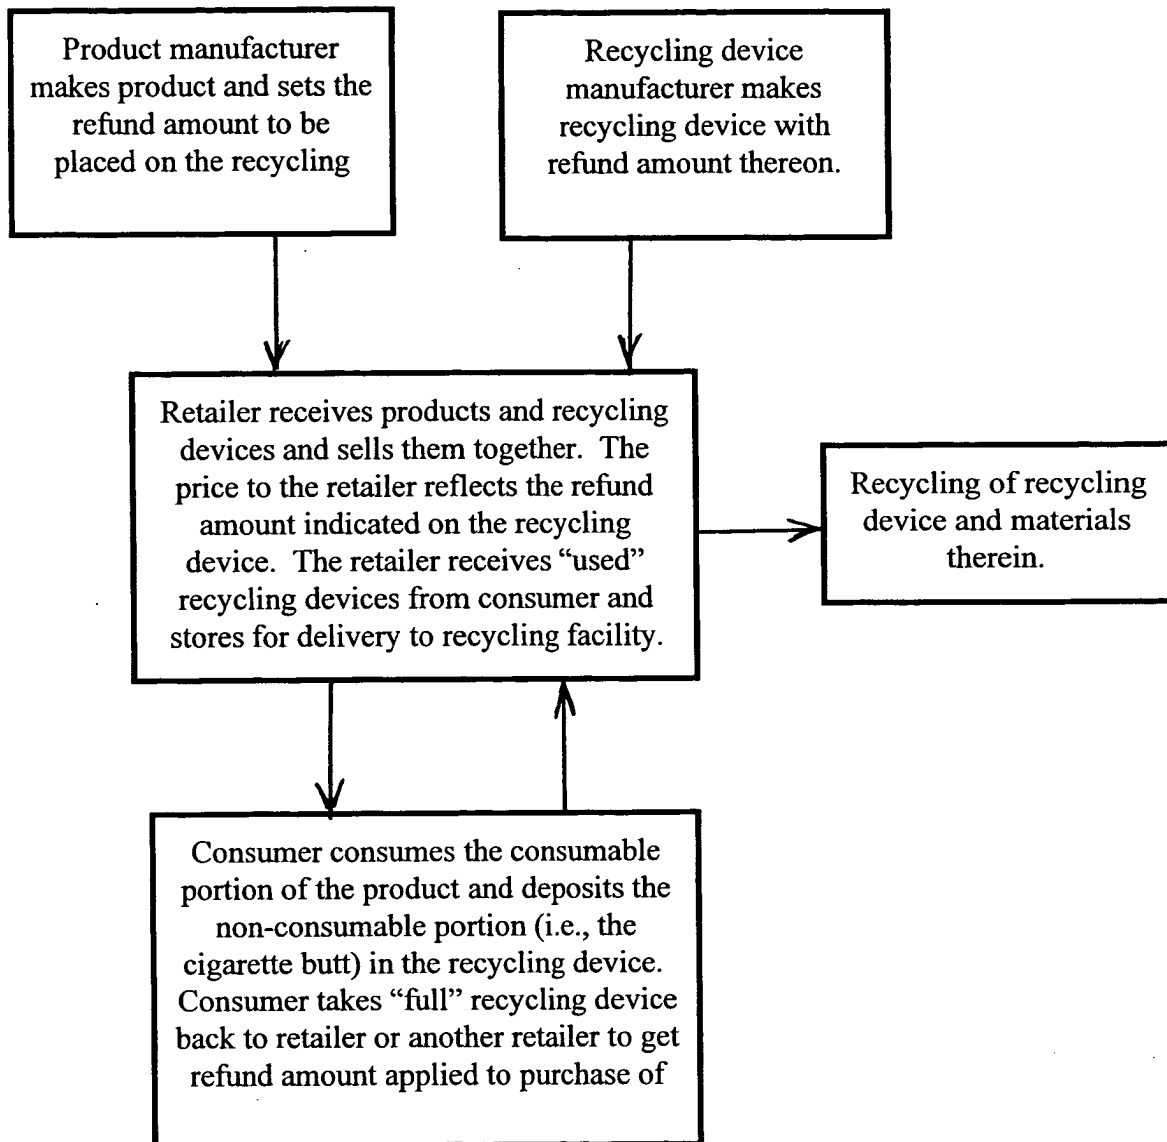 Product manufacturer
makes product and sets the
refund amount to be
placed on the recycling
Recycling device
manufacturer makes
recycling device with
refund amount thereon.
Retailer receives products and recycling
devices and sells them together.  The
price to the retailer reflects the refund
amount indicated on the recycling
device.  The retailer receives “used”
recycling devices from consumer and
stores for delivery to recycling facility.
Recycling of recycling
device and materials
therein.
Consumer consumes the consumable
portion of the product and deposits the
non-consumable portion (i.e., the
cigarette butt) in the recycling device.
Consumer takes “full” recycling device
back to retailer or another retailer to get
refund amount applied to purchase of